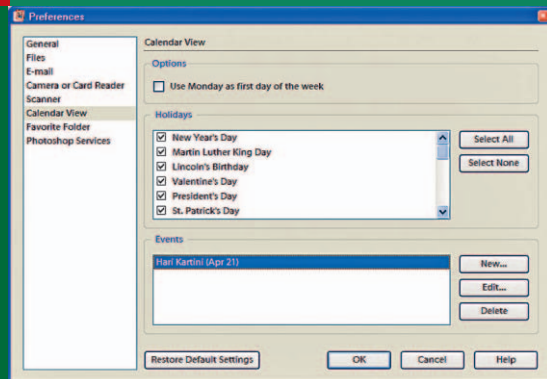 Preferences
General
Files
E-mail
Camera or Card Reader
Scanner
Calendar View
Favorite Folder
Photoshop Services
Calendar View
Options
Use Monday as first day of the week
Holidays
New Year's Day
Martin Luther King Day
Lincoln's Birthday
Valentine's Day
President's Day
St. Patrick's Day
Select All
Select None
Events
Hari Kartini (Apr 21)
New...
Edit...
Delete
Restore Default Settings
OK
Cancel
Help